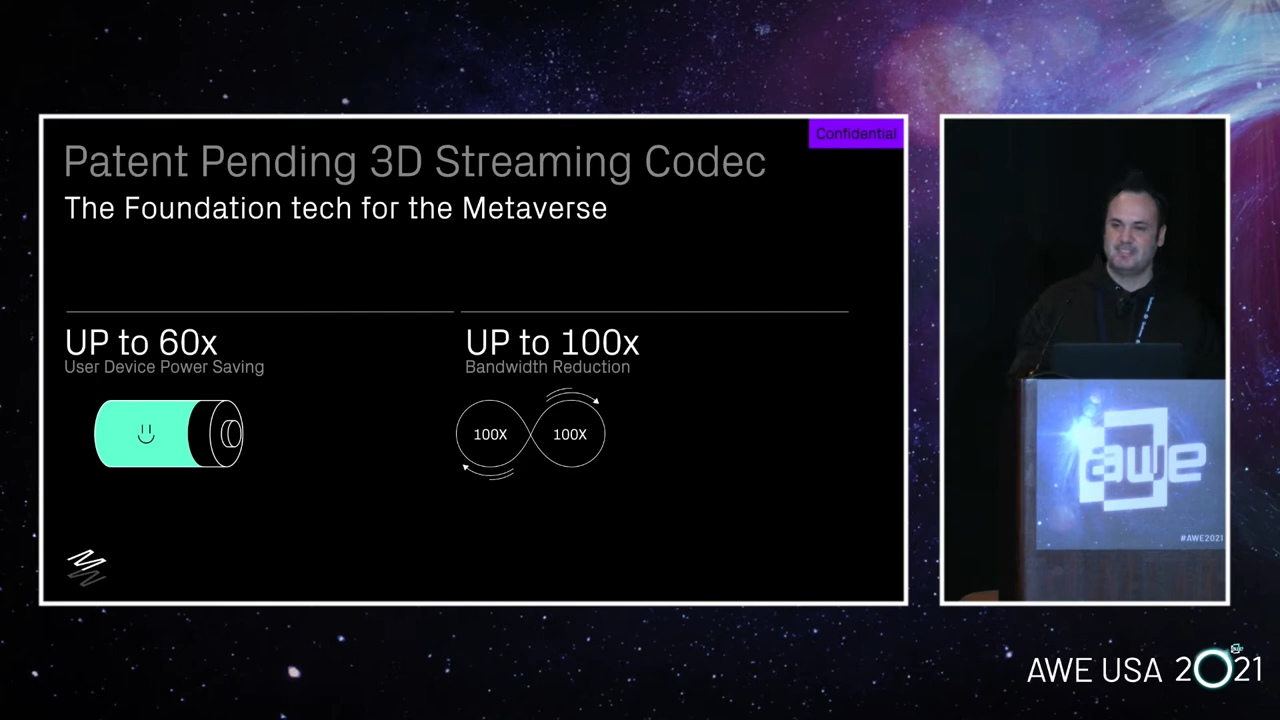 Confidential
Patent Pending 3D Streaming Codec
The Foundation tech for the Metaverse
UP to 60x
User Device Power Saving
UP to 100x
Bandwidth Reduction
100X 100X
awe
#AWE2021
AWE USA 2021
awe